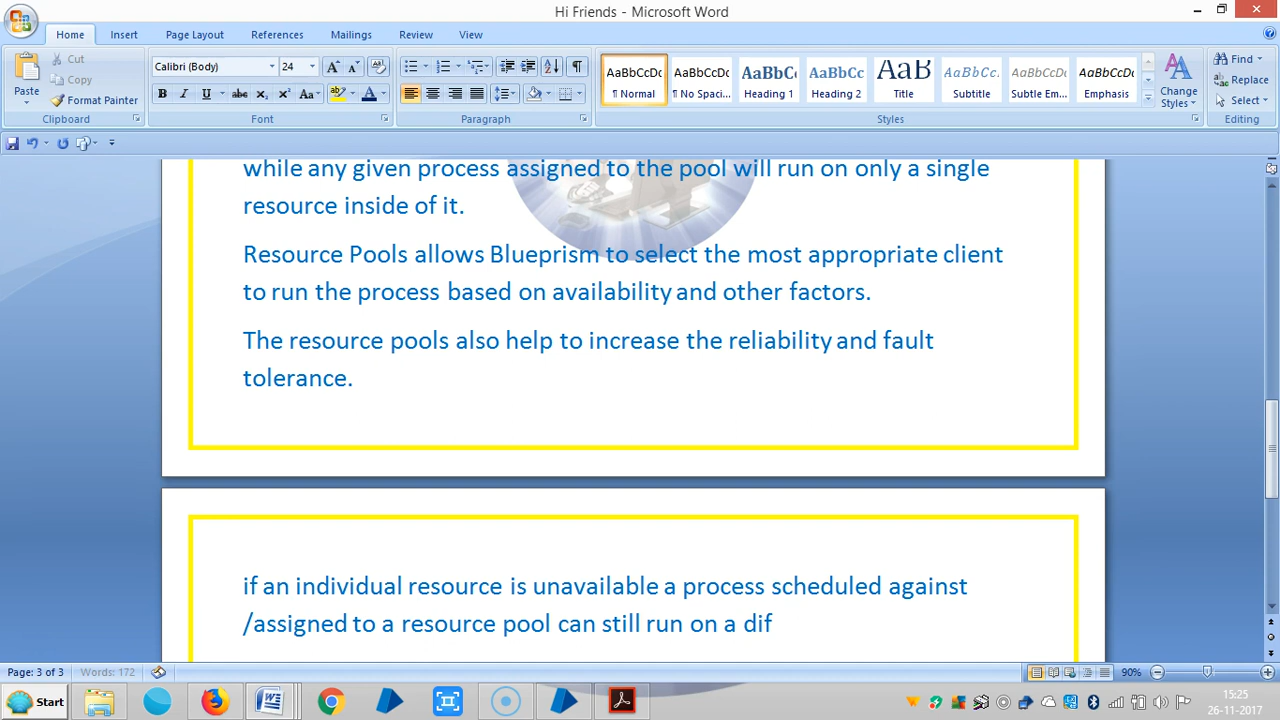 Hi Friends - Microsoft Word
Home Insert Page Layout References Mailings Review View
Paste
Cut
Copy
Format Painter
Clipboard
Calibri (Body) 24
Font
Paragraph
AaBbCcDc ¶ Normal
AaBbCcDc ¶ No Spaci...
AaBbC Heading 1
AaBbCc Heading 2
AaB Title
AaBbCc. Subtitle
AaBbCcDc Subtle Em...
AaBbCcDc Emphasis
Change Styles
Styles
Find
Replace
Select
Editing
while any given process assigned to the pool will run on only a single
resource inside of it.
Resource Pools allows Blueprism to select the most appropriate client
to run the process based on availability and other factors.
The resource pools also help to increase the reliability and fault
tolerance.
if an individual resource is unavailable a process scheduled against
/assigned to a resource pool can still run on a dif
Page: 3 of 3 Words: 172 90%
Start
15:25
26-11-2017